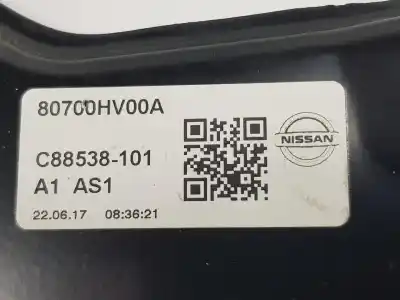 80700HV00A
C88538-101
A1 AS1
22.06.17 08:36:21
NISSAN